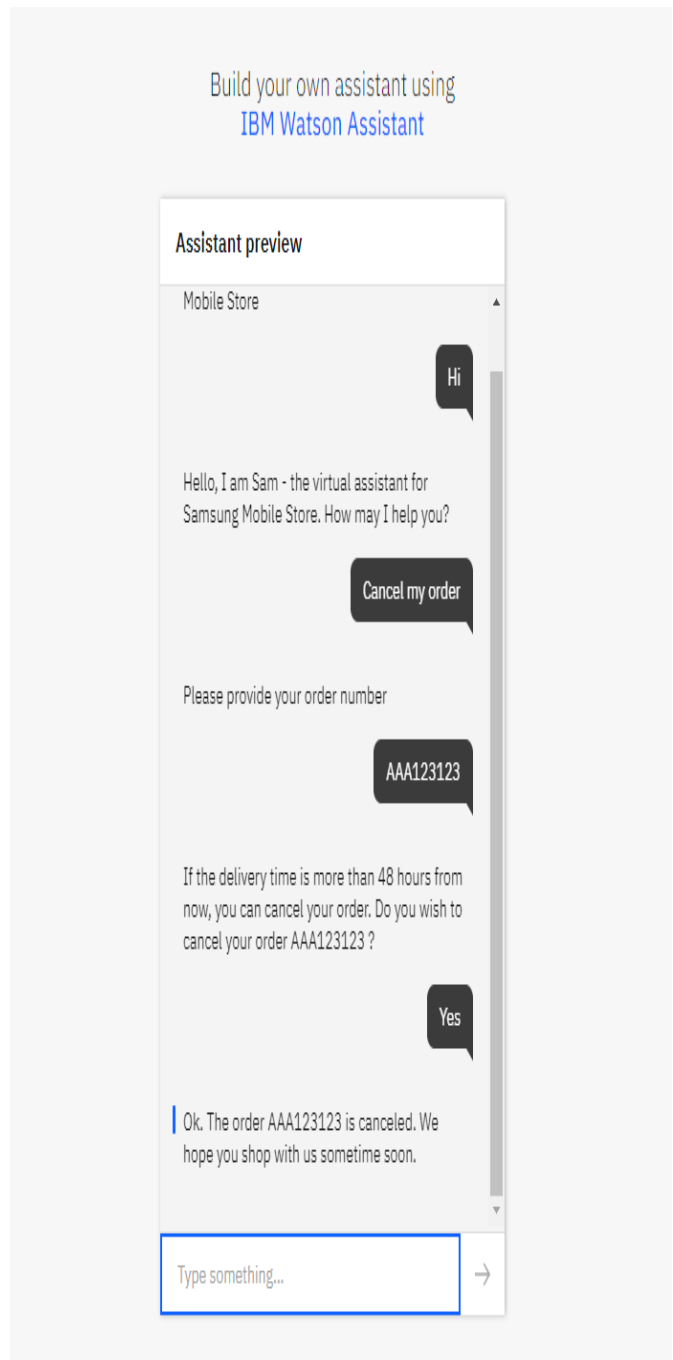 Build your own assistant using
IBM Watson Assistant
Assistant preview
Mobile Store
Hi
Hello, I am Sam - the virtual assistant for
Samsung Mobile Store. How may I help you?
Cancel my order
Please provide your order number
AAA123123
If the delivery time is more than 48 hours from
now, you can cancel your order. Do you wish to
cancel your order AAA123123 ?
Yes
Ok. The order AAA123123 is canceled. We
hope you shop with us sometime soon.
Type something...